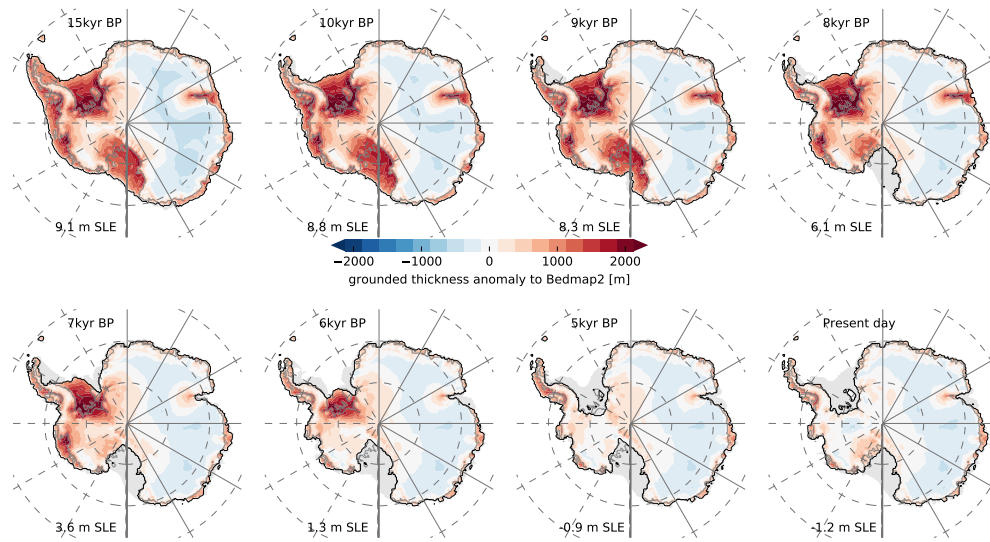 15kyr BP
10kyr BP
9kyr BP
8kyr BP
9.1 m SLE
8.8 m SLE
8.3 m SLE
6.1 m SLE
−2000 −1000 0 1000 2000
grounded thickness anomaly to Bedmap2 [m]
7kyr BP
6kyr BP
5kyr BP
Present day
3.6 m SLE
1.3 m SLE
-0.9 m SLE
-1.2 m SLE